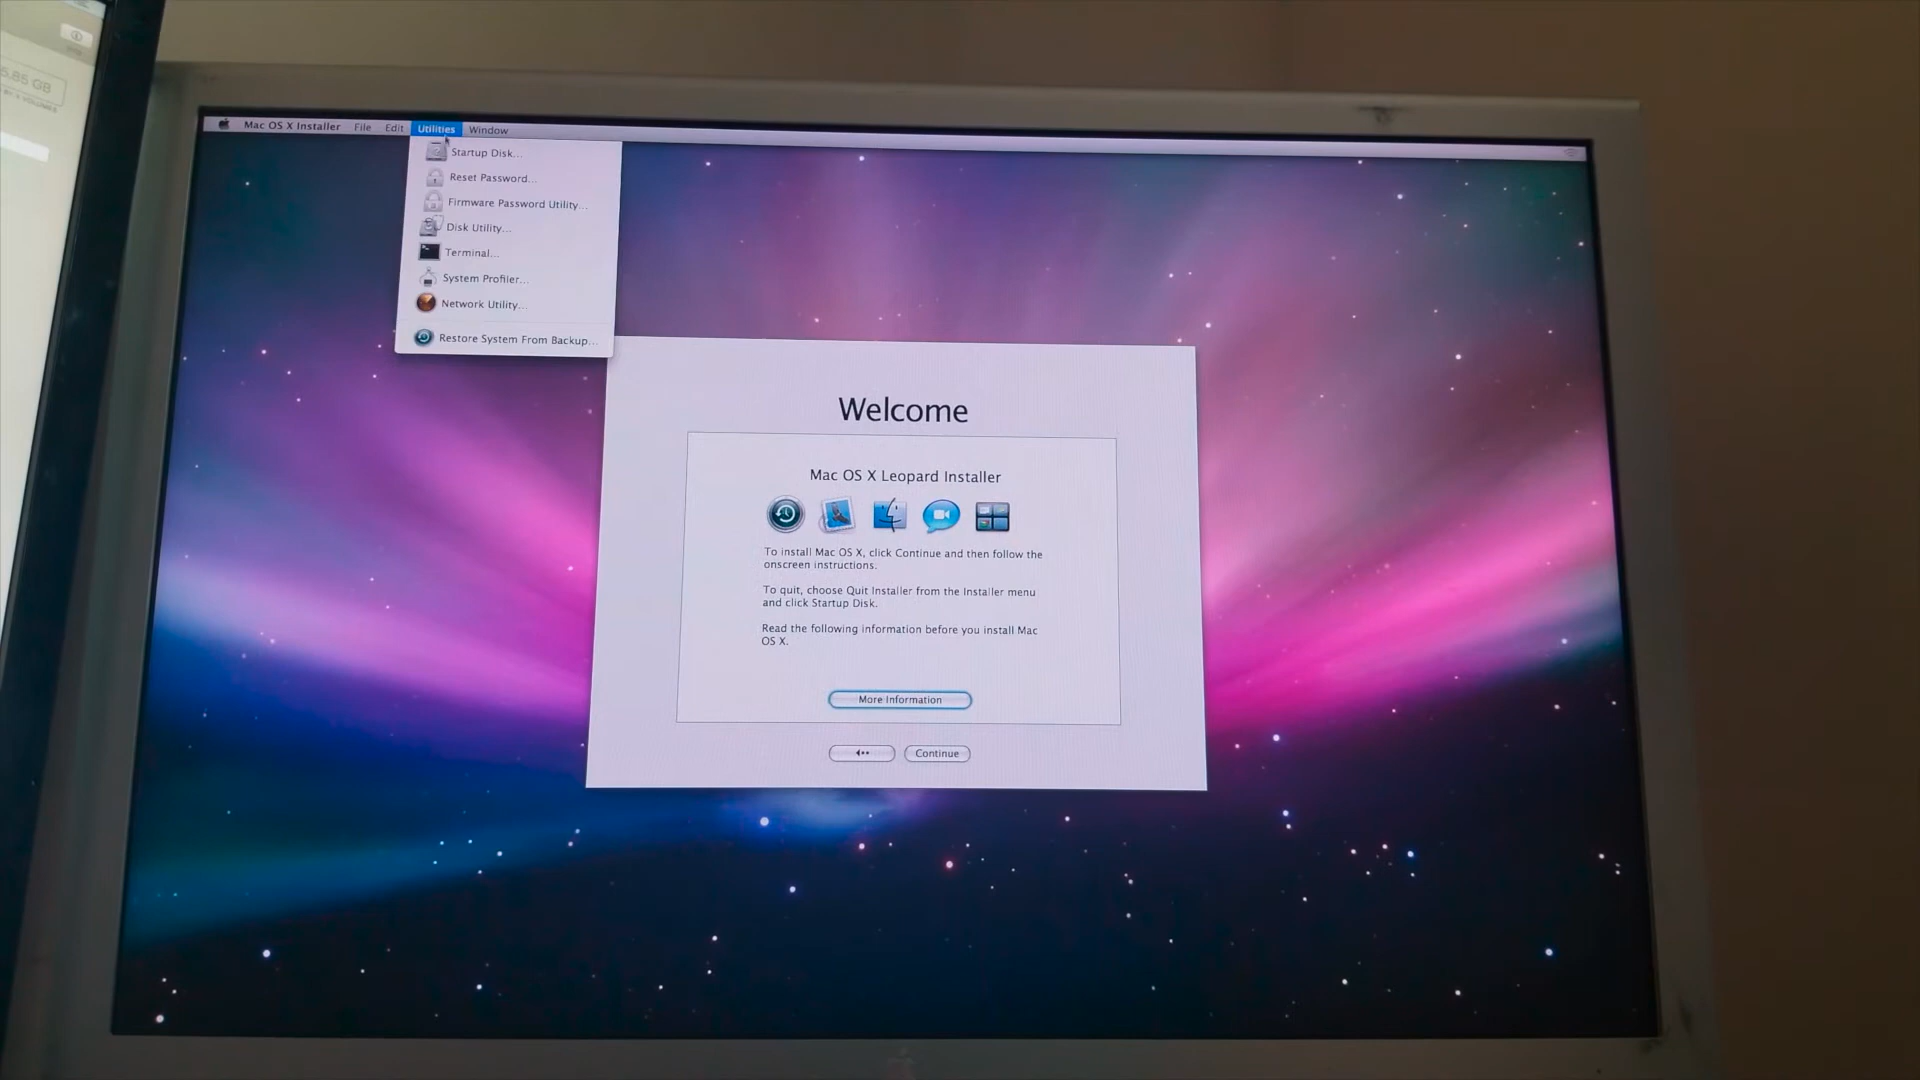 5.85 GB
Mac OS X Installer File Edit Utilities Window
Startup Disk...
Reset Password...
Firmware Password Utility...
Disk Utility...
Terminal...
System Profiler...
Network Utility...
Restore System From Backup...
Welcome
Mac OS X Leopard Installer
To install Mac OS X, click Continue and then follow the
onscreen instructions.
To quit, choose Quit Installer from the Installer menu
and click Startup Disk.
Read the following information before you install Mac
OS X.
More Information
Continue